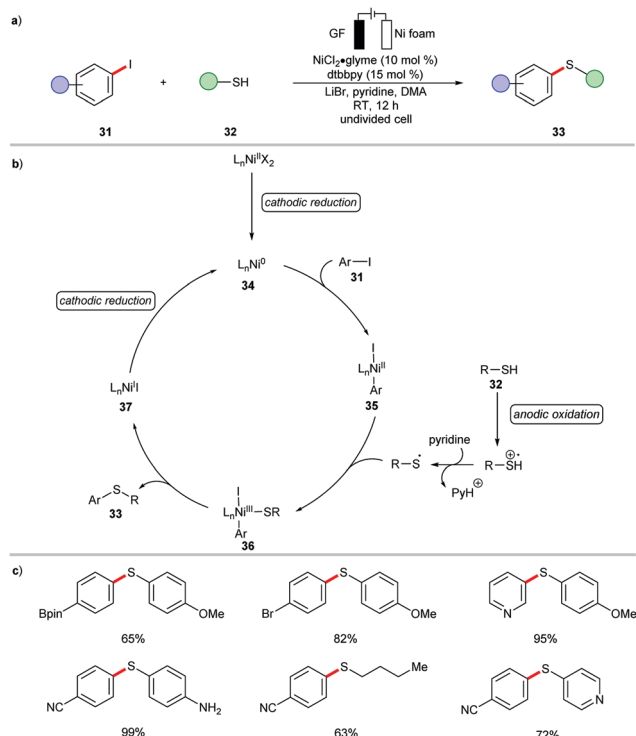 a)
GF
Ni foam
NiCl2•glyme (10 mol %)
dtbbpy (15 mol %)
I
+
SH
LiBr, pyridine, DMA
S
RT, 12 h
undivided cell
31
32
33
b)
LnNiIIX2
cathodic reduction
LnNi0
34
Ar—I
31
cathodic reduction
I
LnNiII
Ar
35
R—SH
32
LnNiII
37
anodic oxidation
pyridine
R—S•
R—SH⊕•
PyH⊕
Ar S R
33
I
LnNiIII—SR
Ar
36
c)
S
Bpin
OMe
65%
S
Br
OMe
82%
S
N
OMe
95%
S
NC
NH2
99%
S
Me
NC
63%
S
NC
N
72%